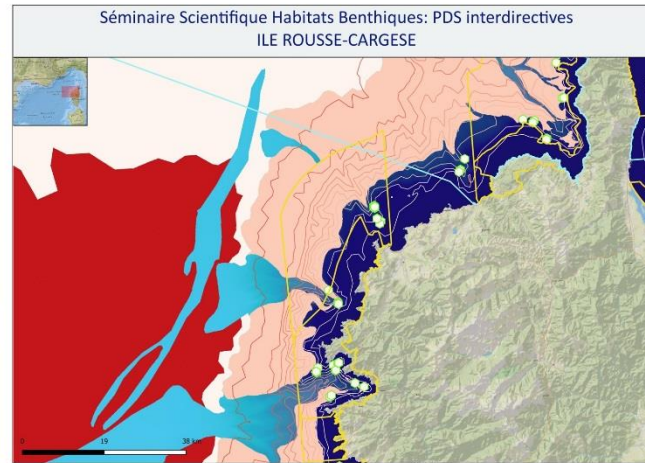 Séminaire Scientifique Habitats Benthiques: PDS interdirectives
ILE ROUSSE-CARGESE
0 19 38 km